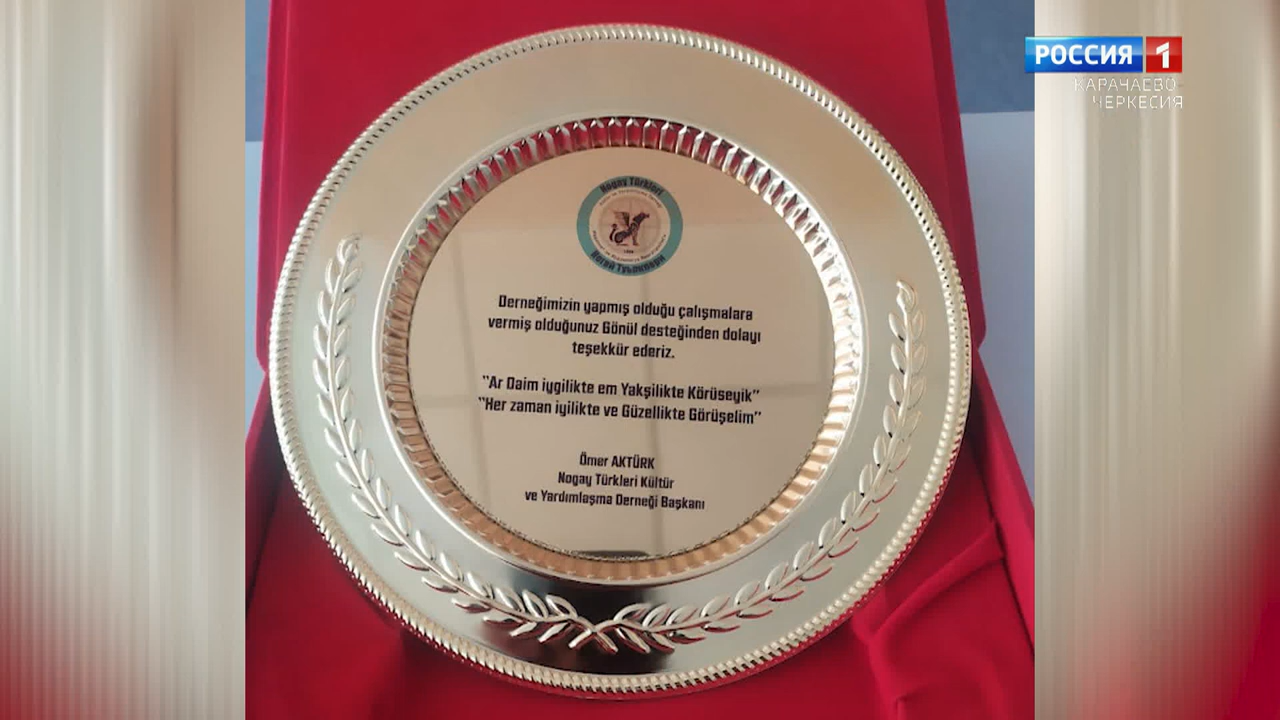 РОССИЯ 1
КАРАЧАЕВО-
ЧЕРКЕСИЯ
Nogay Türkleri
Derneğimizin yapmış olduğu çalışmalara
vermiş olduğunuz Gönül desteğinden dolayı
teşekkür ederiz.
"Ar Daim iygilikte em Yakşilikte Körüseyik"
"Her zaman iyilikte ve Güzellikte Görüşelim"
Ömer AKTÜRK
Nogay Türkleri Kültür
ve Yardımlaşma Derneği Başkanı